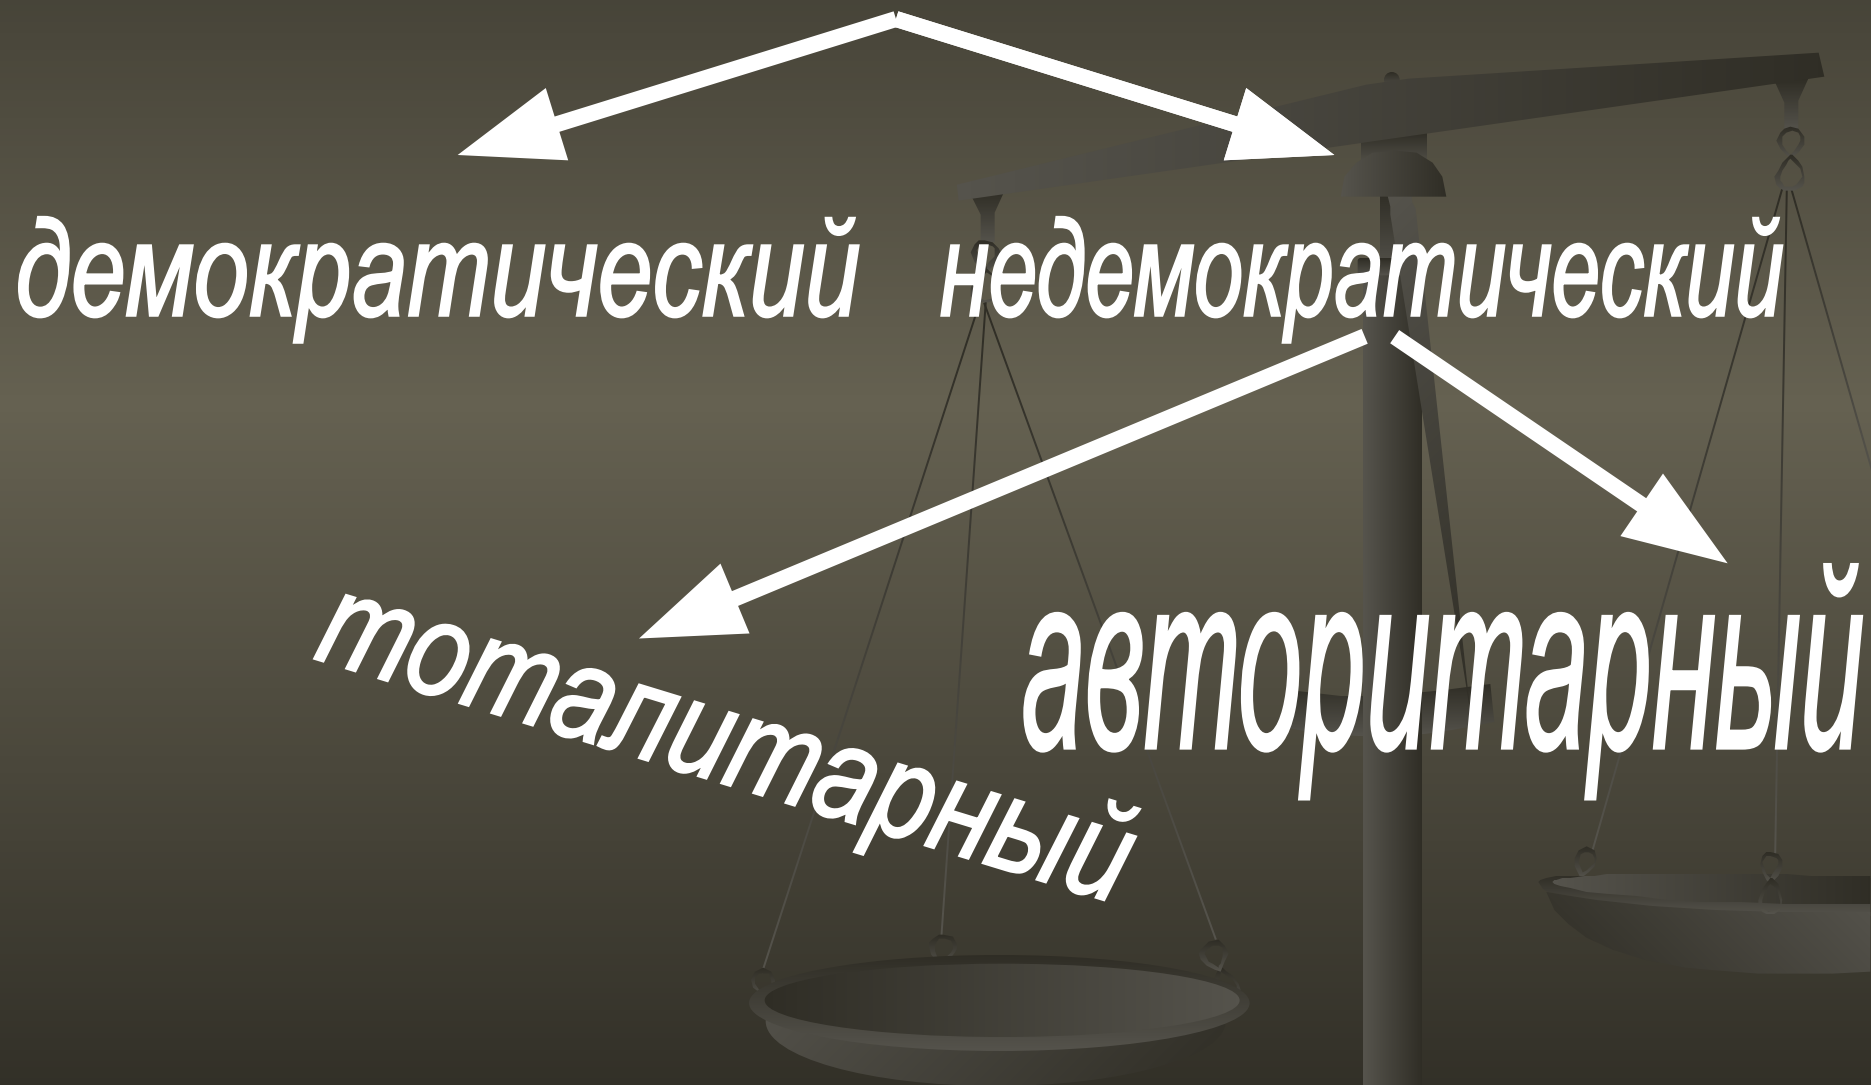 демократический
недемократический
тоталитарный
авторитарный